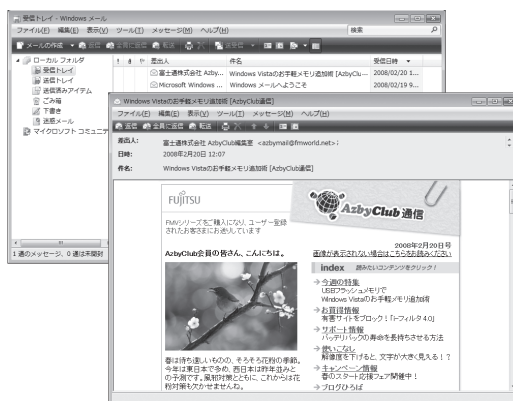 受信トレイ - Windows メール
ファイル(F) 編集(E) 表示(V) ツール(T) メッセージ(M) ヘルプ(H)
検索
メールの作成 返信 全員に返信 転送 送受信
ローカル フォルダ
受信トレイ
送信トレイ
送信済みアイテム
ごみ箱
下書き
迷惑メール
マイクロソフト コミュニテ
差出人 件名 受信日時
富士通株式会社 Azby... Windows Vistaのお手軽メモリ追加術 [AzbyClu... 2008/02/20 1...
Microsoft Windows ... Windows メールへようこそ 2008/02/19 9...
1 通のメッセージ、0 通は未開封
Windows Vistaのお手軽メモリ追加術 [AzbyClub通信]
ファイル(F) 編集(E) 表示(V) ツール(T) メッセージ(M) ヘルプ(H)
返信 全員に返信 転送
差出人: 富士通株式会社 AzbyClub編集室 <azbymail@fmworld.net>;
日時: 2008年2月20日 12:07
件名: Windows Vistaのお手軽メモリ追加術 [AzbyClub通信]
FUJITSU
AzbyClub 通信
FMVシリーズをご購入になり、ユーザー登録
されたお客さまにお送りしています
2008年2月20日号
画像が表示されない場合はこちらをお読みください
AzbyClub会員の皆さん、こんにちは。
春は待ち遠しいものの、そろそろ花粉の季節。
今年は東日本で多め、西日本は昨年並みと
の予測です。風邪対策とともに、これからは花
粉対策も欠かせませんね。
index 読みたいコンテンツをクリック!
→今週の特集
USBフラッシュメモリで
Windows Vistaのお手軽メモリ追加術
→お買得情報
有害サイトをブロック!「i-フィルタ 4.0」
→サポート情報
バッテリパックの寿命を長持ちさせる方法
→使いこなし
解像度を下げると、文字が大きく見える!?
→キャンペーン情報
春のスタート応援フェア開催中!
→ブログひろば